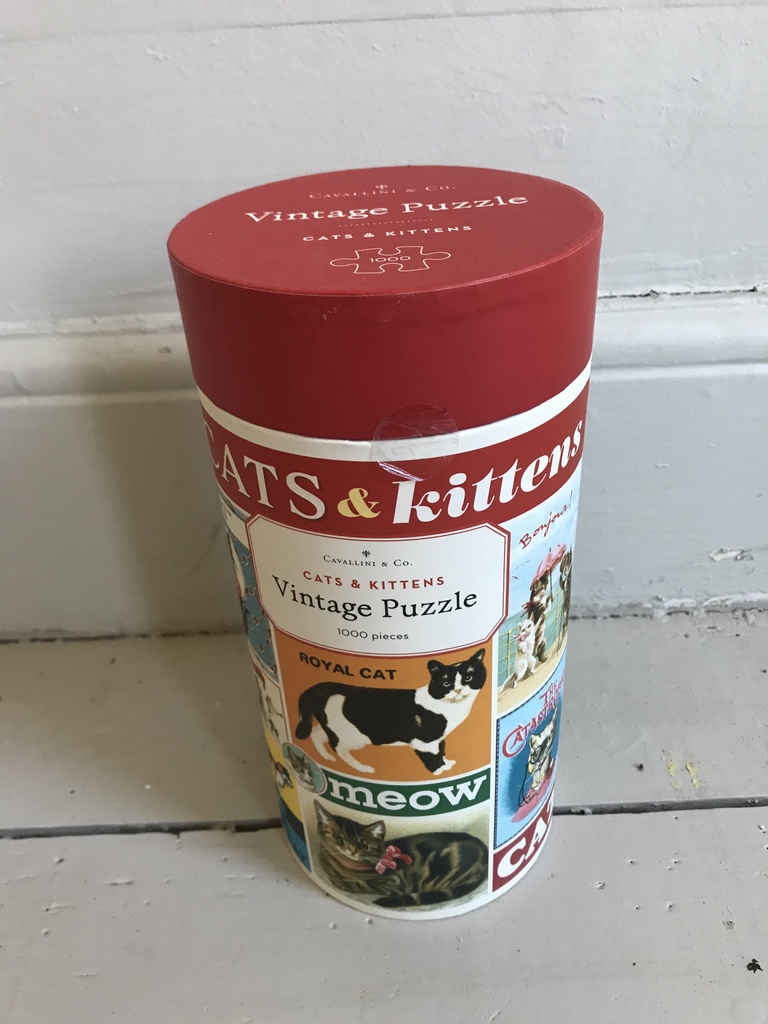 CAVALLINI & CO.
Vintage Puzzle
CATS & KITTENS
1000
CATS & kittens
CAVALLINI & CO.
CATS & KITTENS
Vintage Puzzle
1000 pieces
Bonjour!
ROYAL CAT
meow